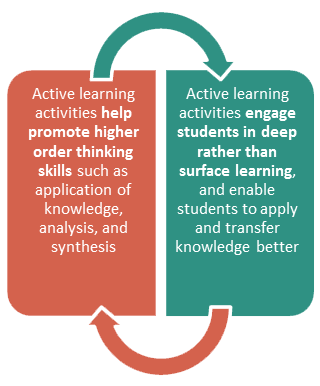 Active learning
activities help
promote higher
order thinking
skills such as
application of
knowledge,
analysis, and
synthesis
Active learning
activities engage
students in deep
rather than
surface learning,
and enable
students to apply
and transfer
knowledge better